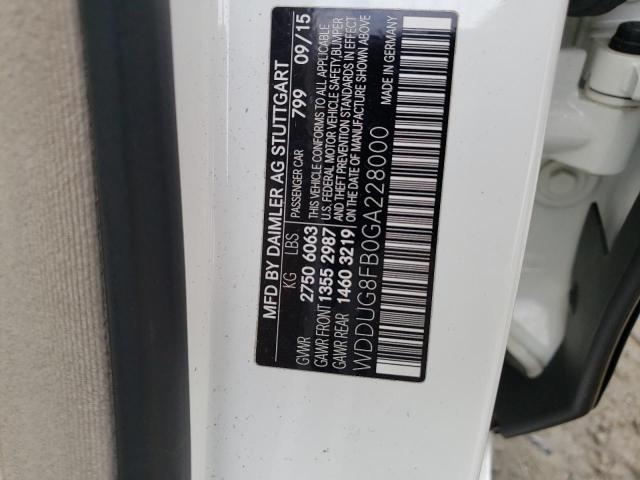 MFD BY DAIMLER AG STUTTGART
KG LBS PASSENGER CAR 799 09/15
GVWR 2750 6063 THIS VEHICLE CONFORMS TO ALL APPLICABLE
GAWR FRONT 1355 2987 U.S. FEDERAL MOTOR VEHICLE SAFETY,BUMPER
GAWR REAR 1460 3219 AND THEFT PREVENTION STANDARDS IN EFFECT
ON THE DATE OF MANUFACTURE SHOWN ABOVE
WDDUG8FB0GA228000
MADE IN GERMANY